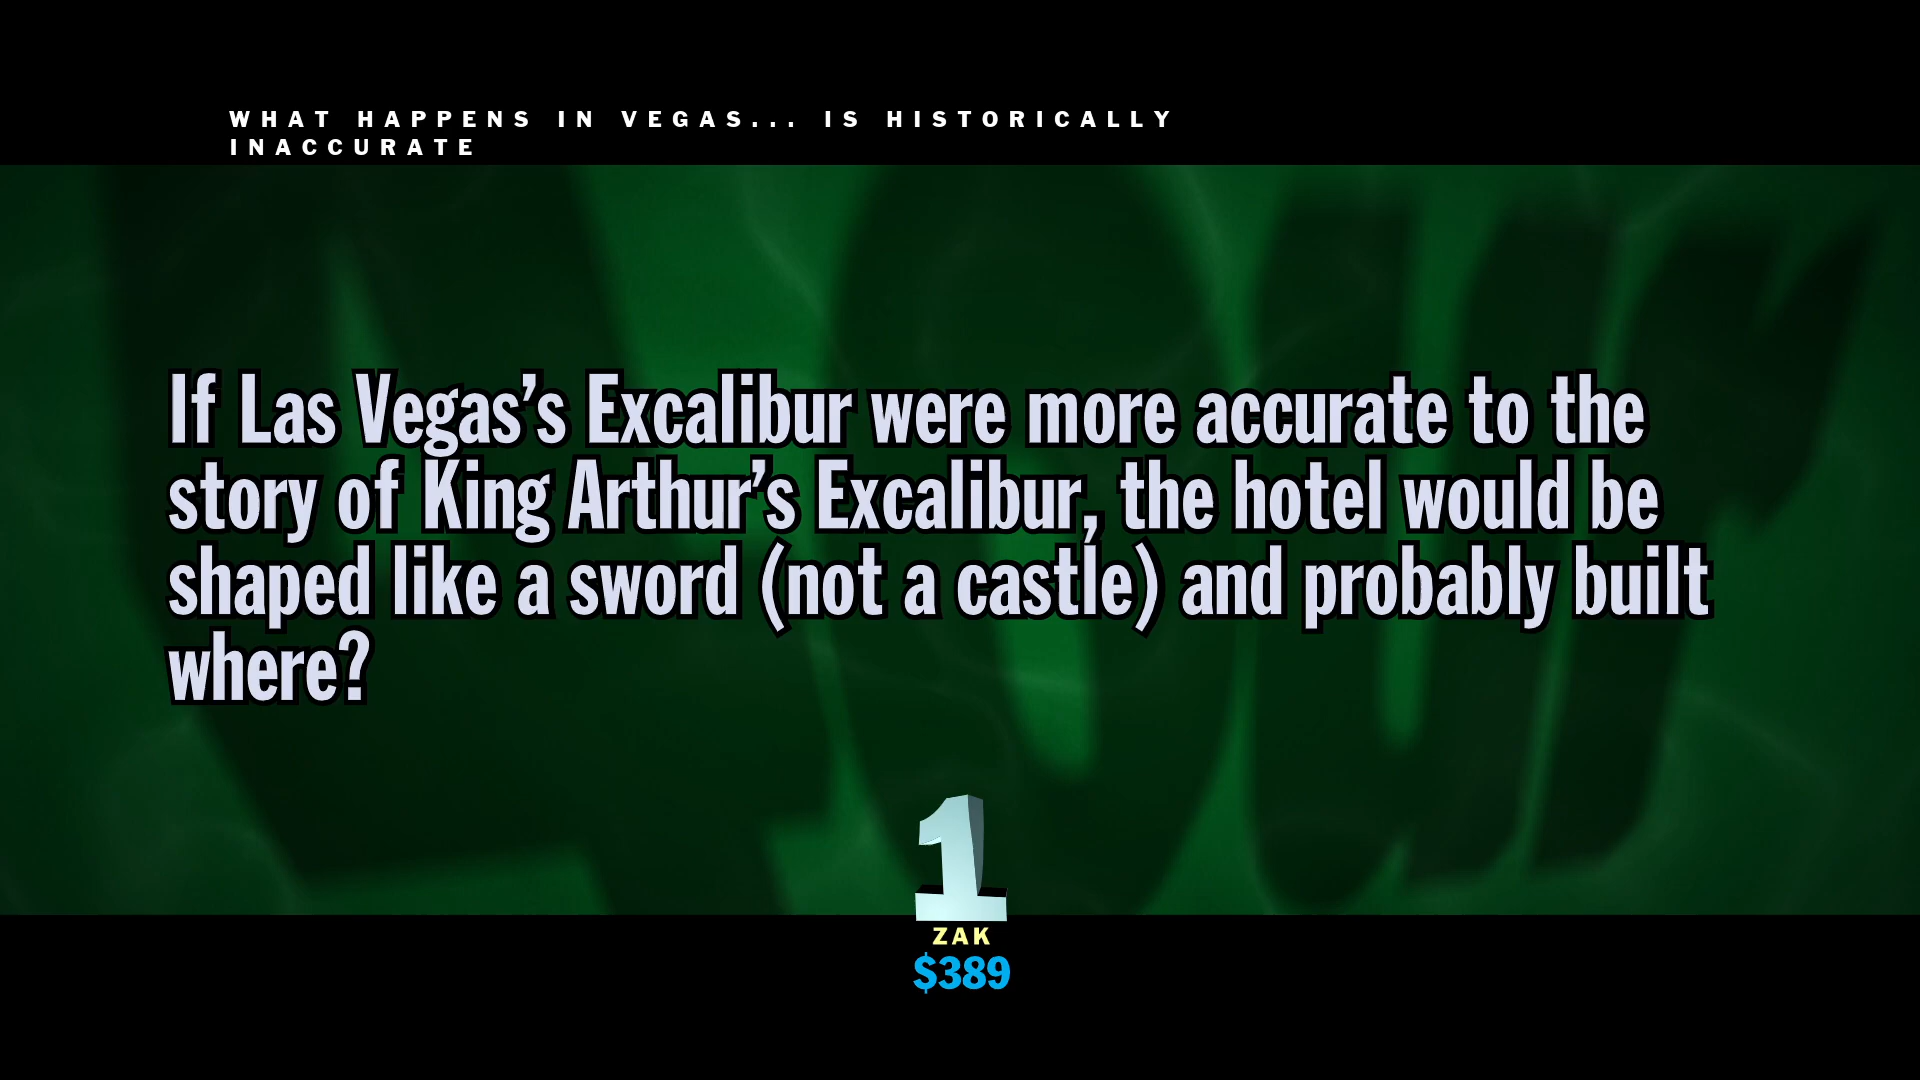 WHAT HAPPENS IN VEGAS... IS HISTORICALLY
INACCURATE
If Las Vegas’s Excalibur were more accurate to the
story of King Arthur’s Excalibur, the hotel would be
shaped like a sword (not a castle) and probably built
where?
1
ZAK
$389